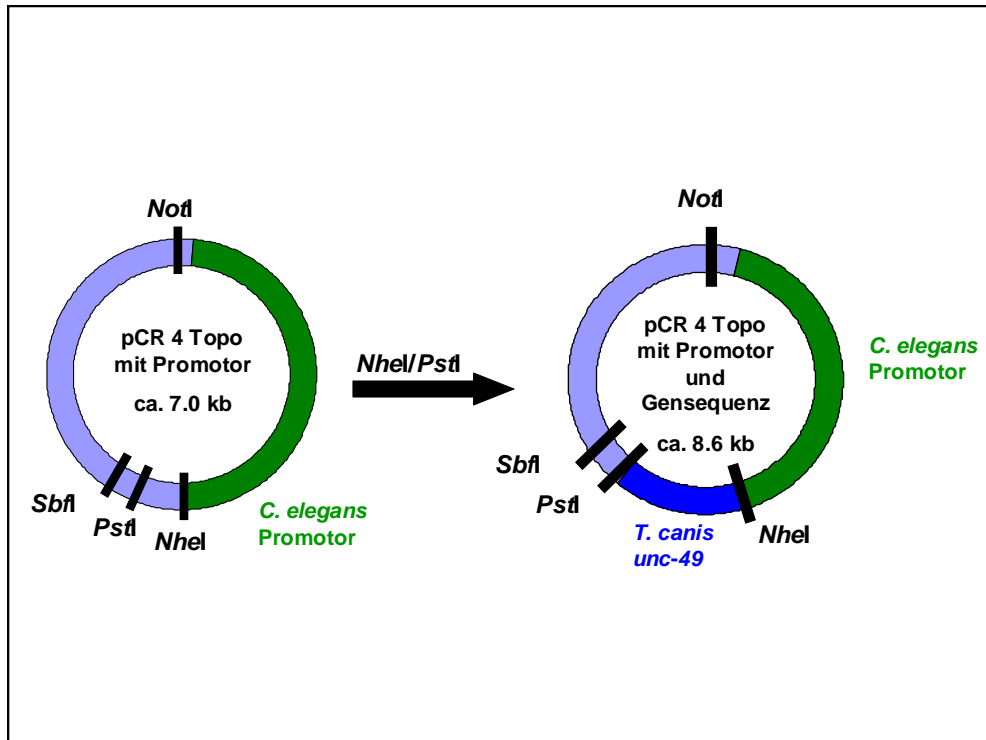 NotI
pCR 4 Topo
mit Promotor
ca. 7.0 kb
SbfI
PstI
NheI
C. elegans
Promotor
NheI/PstI
NotI
pCR 4 Topo
mit Promotor
und
Gensequenz
ca. 8.6 kb
C. elegans
Promotor
SbfI
PstI
T. canis
unc-49
NheI